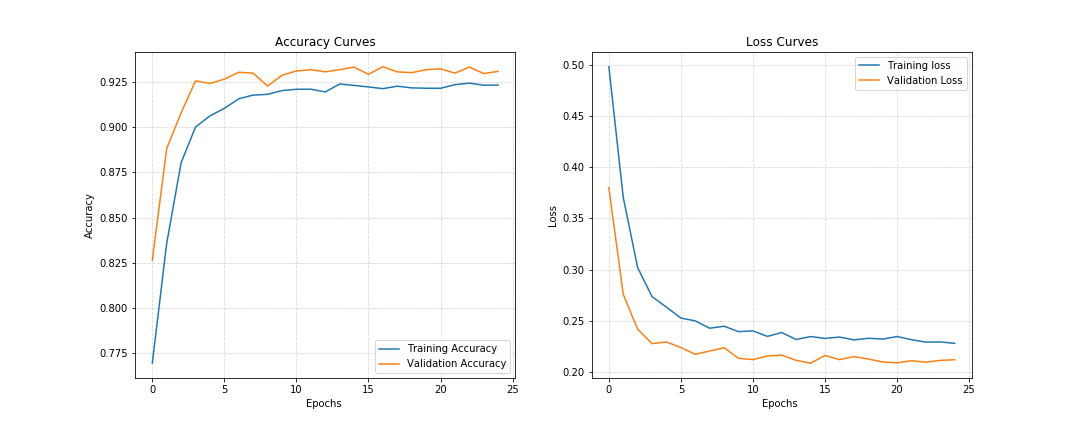 Accuracy Curves
0.925
0.900
0.875
0.850
0.825
0.800
0.775
Accuracy
0 5 10 15 20 25
Epochs
Training Accuracy
Validation Accuracy
Loss Curves
0.50
0.45
0.40
0.35
0.30
0.25
0.20
Loss
0 5 10 15 20 25
Epochs
Training loss
Validation Loss